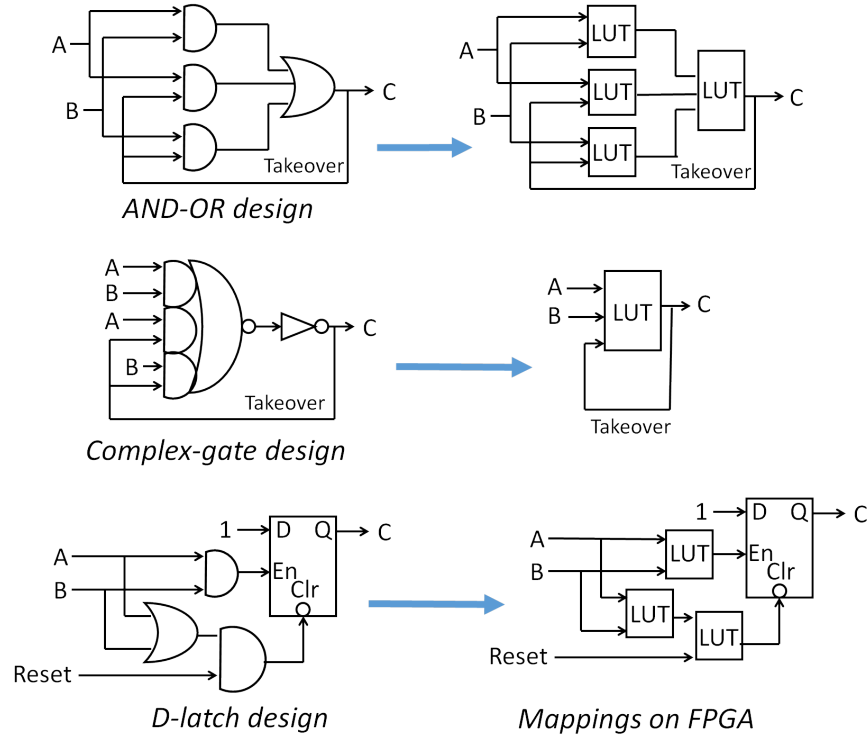 A
B
C
Takeover
AND-OR design
A
B
LUT
LUT
LUT
LUT
C
Takeover
A
B
A
B
C
Takeover
Complex-gate design
A
B
LUT
C
Takeover
1
D Q
C
A
B
En
Clr
Reset
D-latch design
1
D Q
C
A
B
LUT
En
Clr
LUT
LUT
Reset
Mappings on FPGA